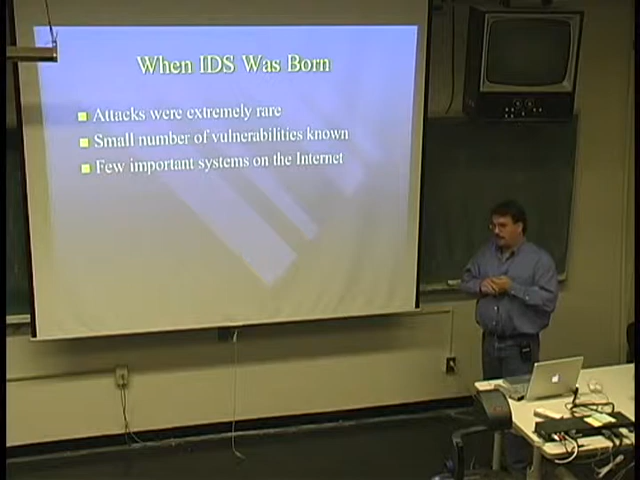 When IDS Was Born
Attacks were extremely rare
Small number of vulnerabilities known
Few important systems on the Internet